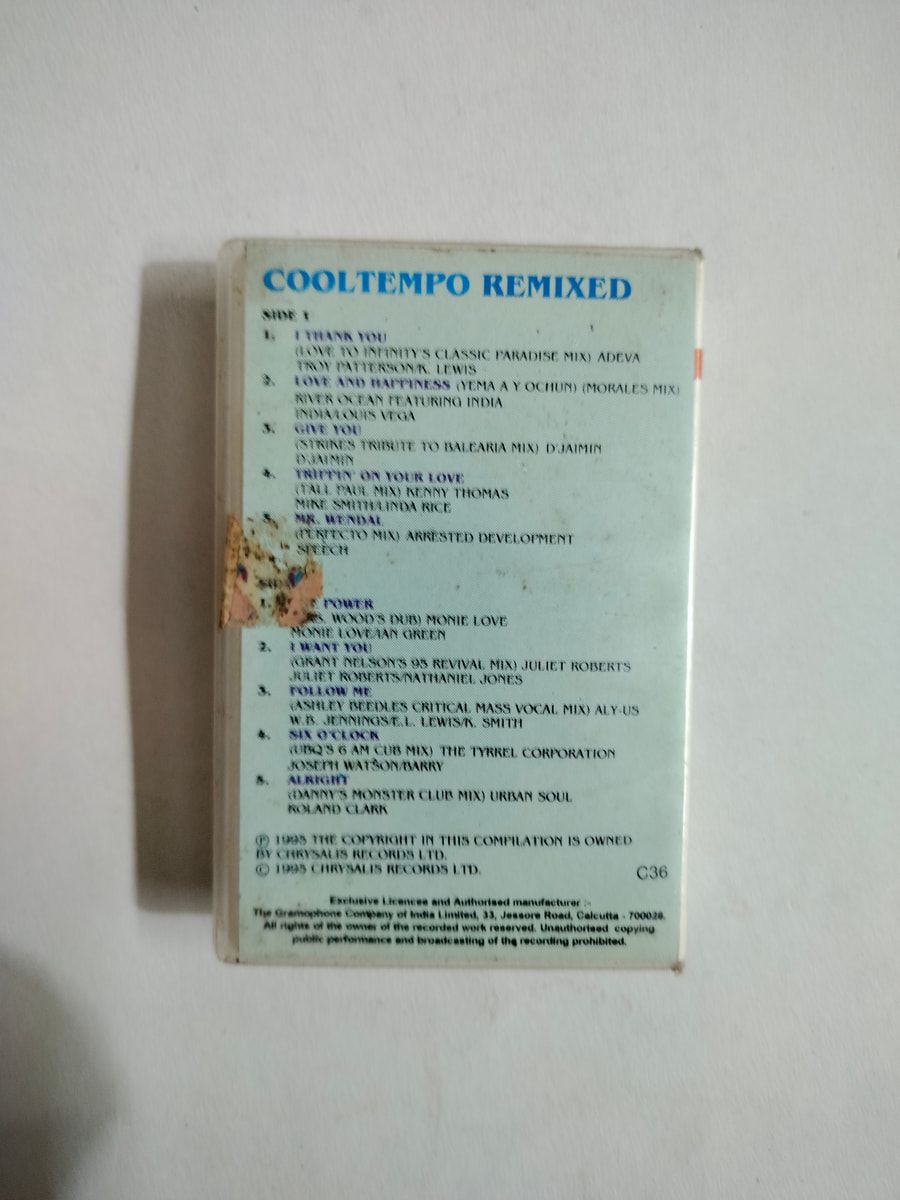 COOLTEMPO REMIXED
SIDE 1
1. I THANK YOU
(LOVE TO INFINITY'S CLASSIC PARADISE MIX) ADEVA
TROY PATTERSON/K. LEWIS
2. LOVE AND HAPPINESS (YEMA A Y OCHUN) (MORALES MIX)
RIVER OCEAN FEATURING INDIA
INDIA/LOUIS VEGA
3. GIVE YOU
(STRIKES TRIBUTE TO BALEARIA MIX) D'JAIMIN
D'JAIMIN
4. TRIPPIN' ON YOUR LOVE
(TALL PAUL MIX) KENNY THOMAS
MIKE SMITH/LINDA RICE
5. MR. WENDAL
(PERFECTO MIX) ARRESTED DEVELOPMENT
SPEECH
1. POWER
WOOD'S DUB) MONIE LOVE
MONIE LOVE/IAN GREEN
2. I WANT YOU
(GRANT NELSON'S 95 REVIVAL MIX) JULIET ROBERTS
JULIET ROBERTS/NATHANIEL JONES
3. FOLLOW ME
(ASHLEY BEEDLES CRITICAL MASS VOCAL MIX) ALY-US
W.B. JENNINGS/E.L. LEWIS/K. SMITH
4. SIX O'CLOCK
(UBQ'S 6 AM CUB MIX) THE TYRREL CORPORATION
JOSEPH WATSON/BARRY
5. ALRIGHT
(DANNY'S MONSTER CLUB MIX) URBAN SOUL
ROLAND CLARK
℗ 1995 THE COPYRIGHT IN THIS COMPILATION IS OWNED
BY CHRYSALIS RECORDS LTD.
© 1995 CHRYSALIS RECORDS LTD.
C36
Exclusive Licencee and Authorised manufacturer :-
The Gramophone Company of India Limited, 33, Jessore Road, Calcutta - 700028.
All rights of the owner of the recorded work reserved. Unauthorised copying
public performance and broadcasting of the recording prohibited.